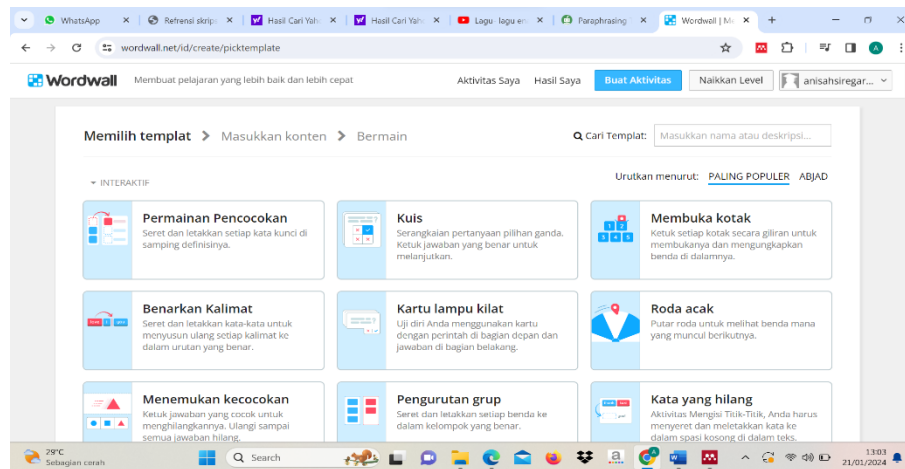 WhatsApp
Refrensi skrip
Hasil Cari Yah
Hasil Cari Yah
Lagu- lagu en
Paraphrasing
Wordwall | M
wordwall.net/id/create/picktemplate
Wordwall
Membuat pelajaran yang lebih baik dan lebih cepat
Aktivitas Saya Hasil Saya Buat Aktivitas Naikkan Level anisahsiregar...
Memilih templat > Masukkan konten > Bermain
Cari Templat: Masukkan nama atau deskripsi...
INTERAKTIF
Urutkan menurut: PALING POPULER ABJAD
Permainan Pencocokan
Seret dan letakkan setiap kata kunci di
samping definisinya.
Kuis
Serangkaian pertanyaan pilihan ganda.
Ketuk jawaban yang benar untuk
melanjutkan.
Membuka kotak
Ketuk setiap kotak secara giliran untuk
membukanya dan mengungkapkan
benda di dalamnya.
Benarkan Kalimat
Seret dan letakkan kata-kata untuk
menyusun ulang setiap kalimat ke
dalam urutan yang benar.
Kartu lampu kilat
Uji diri Anda menggunakan kartu
dengan perintah di bagian depan dan
jawaban di bagian belakang.
Roda acak
Putar roda untuk melihat benda mana
yang muncul berikutnya.
Menemukan kecocokan
Ketuk jawaban yang cocok untuk
menghilangkannya. Ulangi sampai
semua jawaban hilang.
Pengurutan grup
Seret dan letakkan setiap benda ke
dalam kelompok yang benar.
Kata yang hilang
Aktivitas Mengisi Titik-Titik, Anda harus
menyeret dan meletakkan kata ke
dalam spasi kosong di dalam teks.
29°C
Sebagian cerah
Search
13:03
21/01/2024